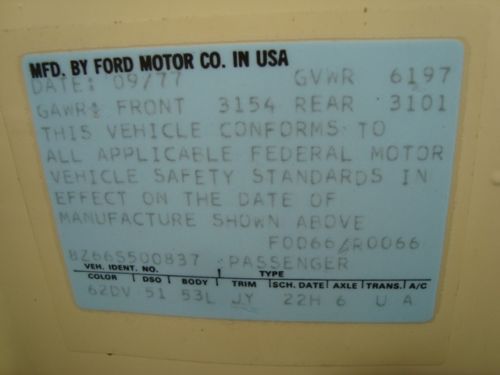 MFD. BY FORD MOTOR CO. IN USA
DATE: 09/77 GVWR 6197
GAWR: FRONT 3154 REAR 3101
THIS VEHICLE CONFORMS TO
ALL APPLICABLE FEDERAL MOTOR
VEHICLE SAFETY STANDARDS IN
EFFECT ON THE DATE OF
MANUFACTURE SHOWN ABOVE
F0066/R0066
8Z66S500837 PASSENGER
VEH. IDENT. NO. TYPE
COLOR DSO BODY TRIM SCH. DATE AXLE TRANS. A/C
62DV 51 53L JY 22H 6 U A